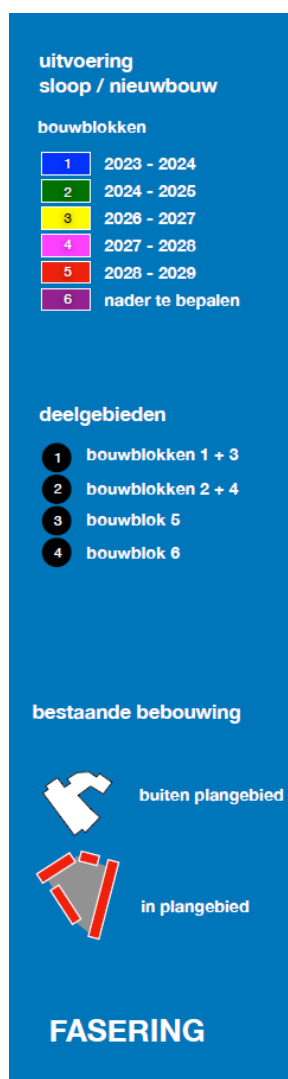 uitvoering
sloop / nieuwbouw
bouwblokken
1 2023 - 2024
2 2024 - 2025
3 2026 - 2027
4 2027 - 2028
5 2028 - 2029
6 nader te bepalen
deelgebieden
1 bouwblokken 1 + 3
2 bouwblokken 2 + 4
3 bouwblok 5
4 bouwblok 6
bestaande bebouwing
buiten plangebied
in plangebied
FASERING